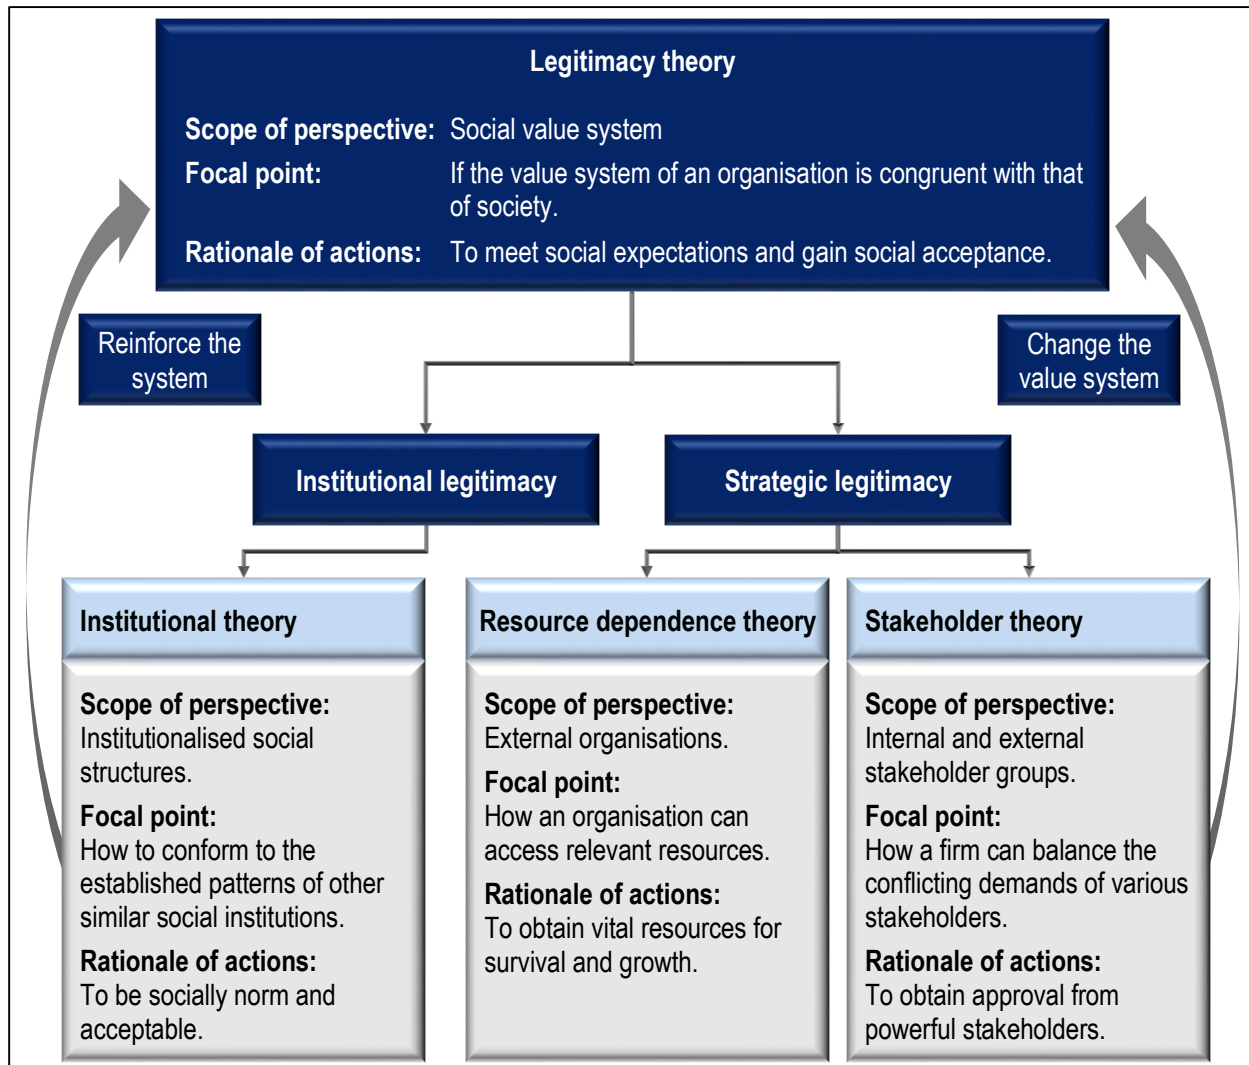 Legitimacy theory
Scope of perspective: Social value system
Focal point: If the value system of an organisation is congruent with that
of society.
Rationale of actions: To meet social expectations and gain social acceptance.
Reinforce the
system
Change the
value system
Institutional legitimacy
Strategic legitimacy
Institutional theory
Scope of perspective:
Institutionalised social
structures.
Focal point:
How to conform to the
established patterns of other
similar social institutions.
Rationale of actions:
To be socially norm and
acceptable.
Resource dependence theory
Scope of perspective:
External organisations.
Focal point:
How an organisation can
access relevant resources.
Rationale of actions:
To obtain vital resources for
survival and growth.
Stakeholder theory
Scope of perspective:
Internal and external
stakeholder groups.
Focal point:
How a firm can balance the
conflicting demands of various
stakeholders.
Rationale of actions:
To obtain approval from
powerful stakeholders.